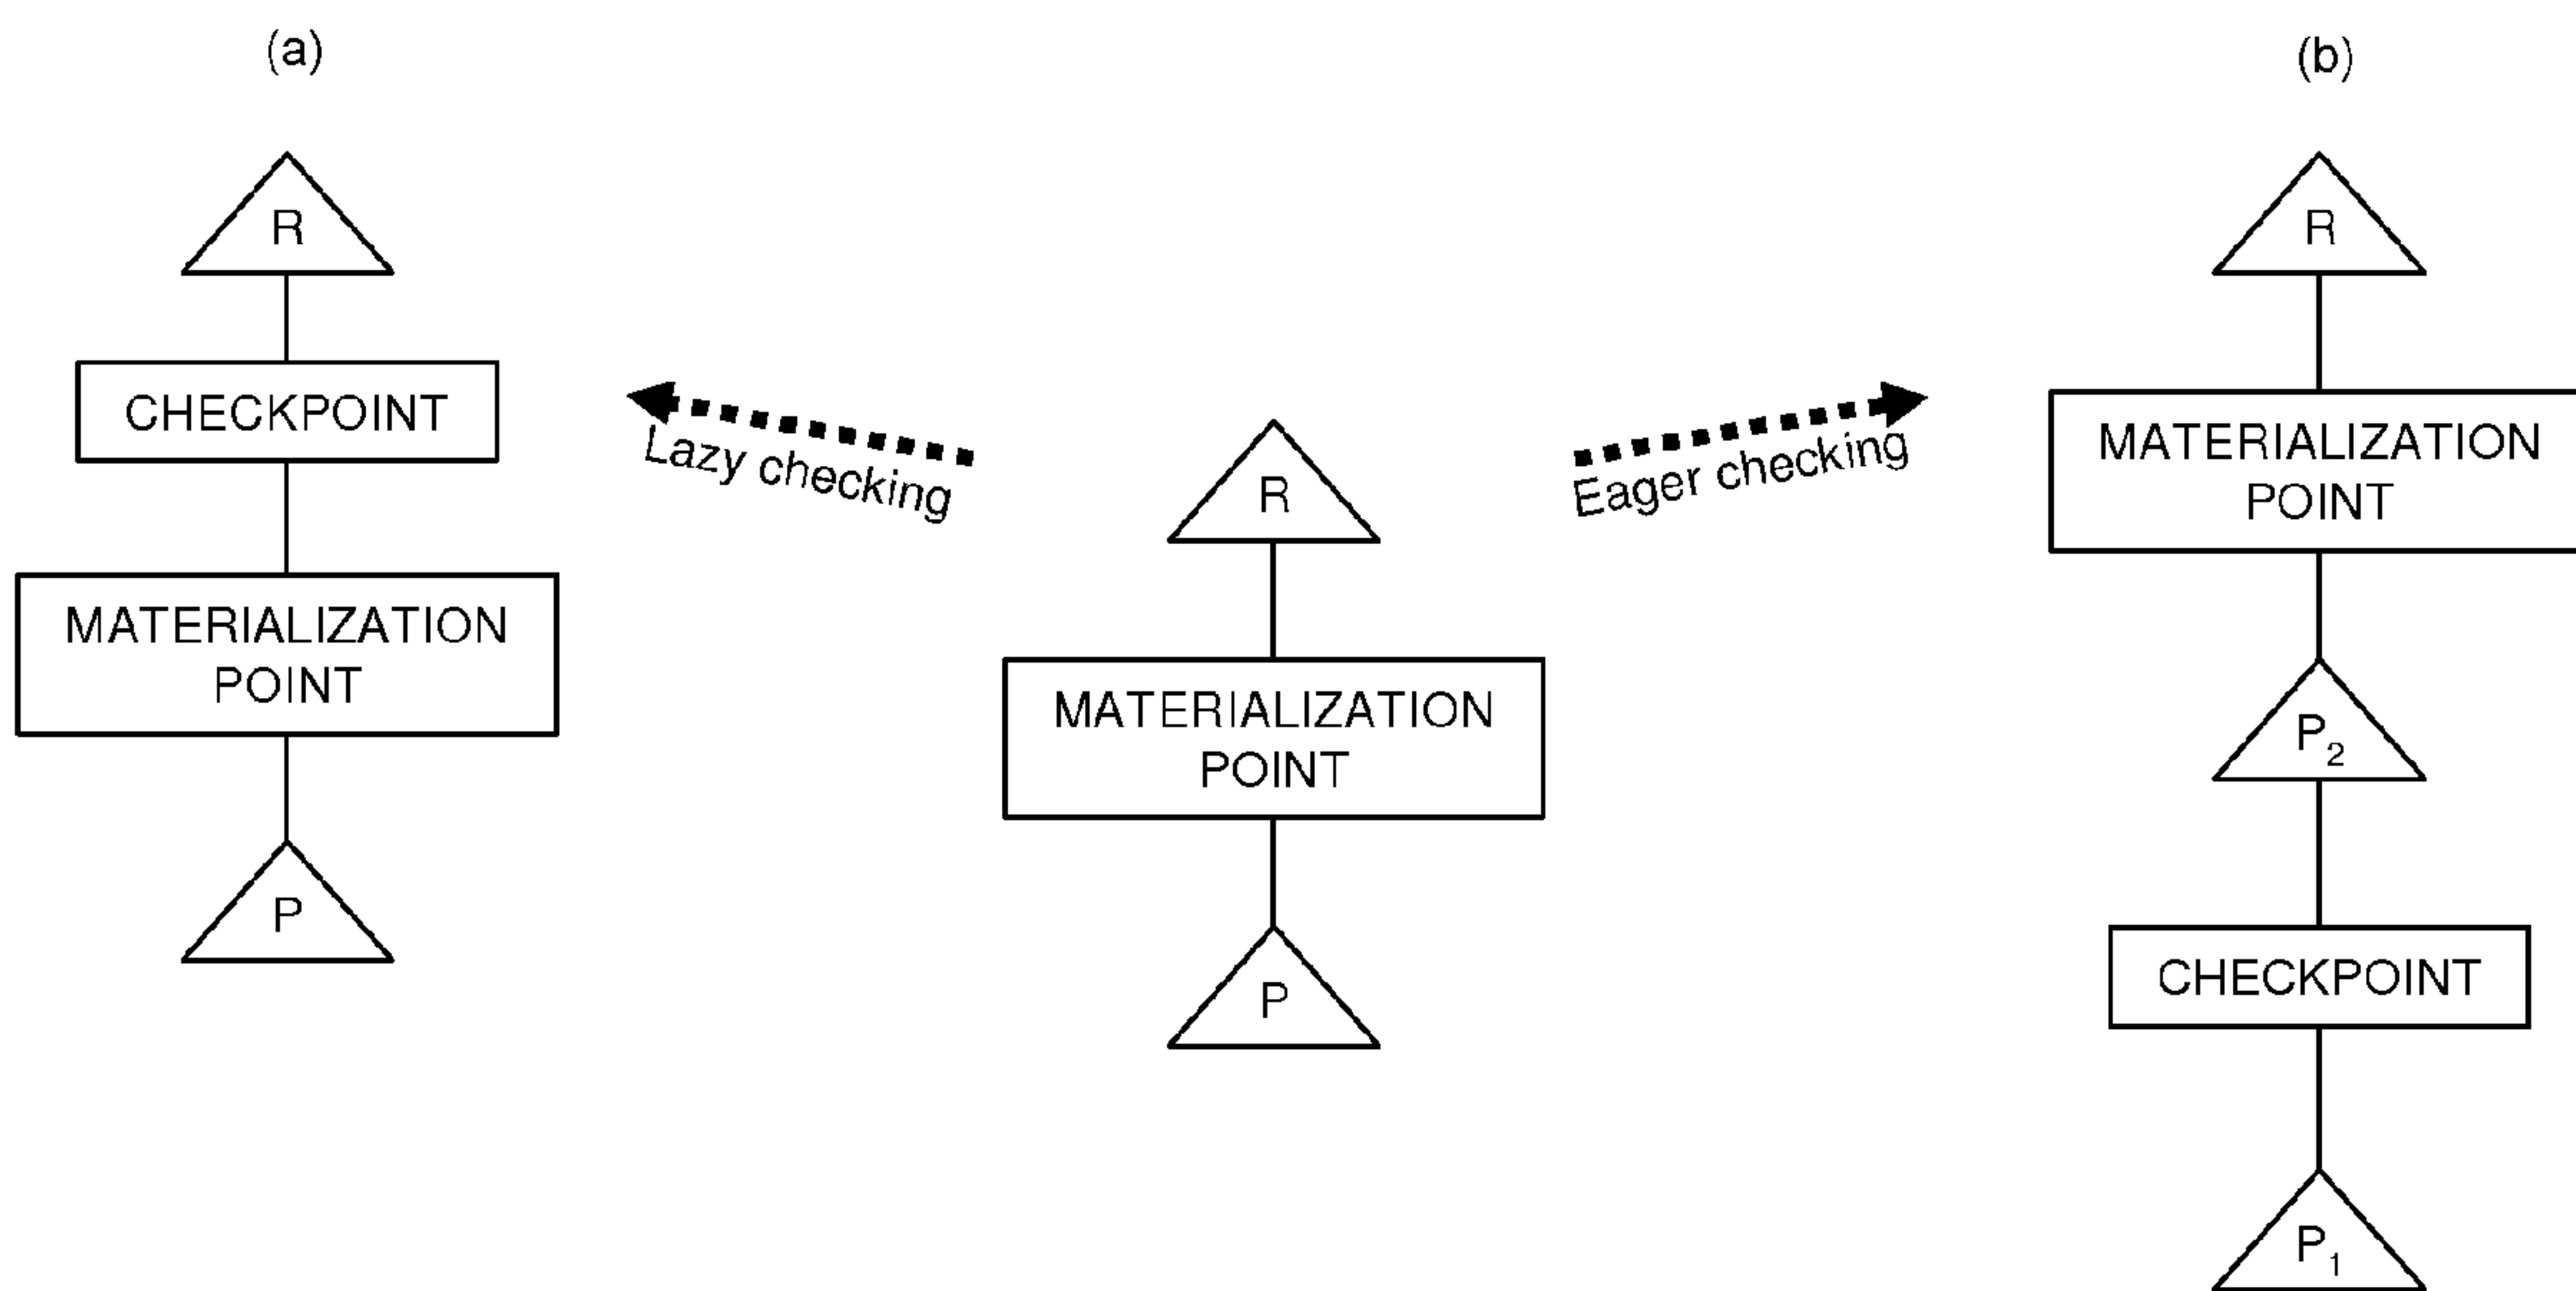 (a)
R
CHECKPOINT
MATERIALIZATION
POINT
P
Lazy checking
R
MATERIALIZATION
POINT
P
Eager checking
(b)
R
MATERIALIZATION
POINT
P2
CHECKPOINT
P1